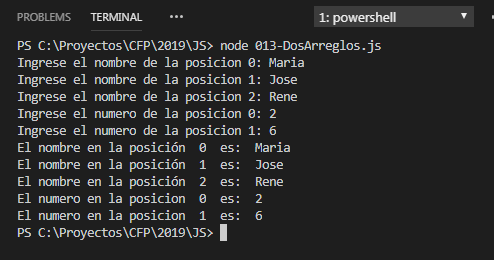 PROBLEMS TERMINAL ••• 1: powershell
PS C:\Proyectos\CFP\2019\JS> node 013-DosArreglos.js
Ingrese el nombre de la posicion 0: Maria
Ingrese el nombre de la posicion 1: Jose
Ingrese el nombre de la posicion 2: Rene
Ingrese el numero de la posicion 0: 2
Ingrese el numero de la posicion 1: 6
El nombre en la posición  0  es:  Maria
El nombre en la posición  1  es:  Jose
El nombre en la posición  2  es:  Rene
El numero en la posicion  0  es:  2
El numero en la posicion  1  es:  6
PS C:\Proyectos\CFP\2019\JS>